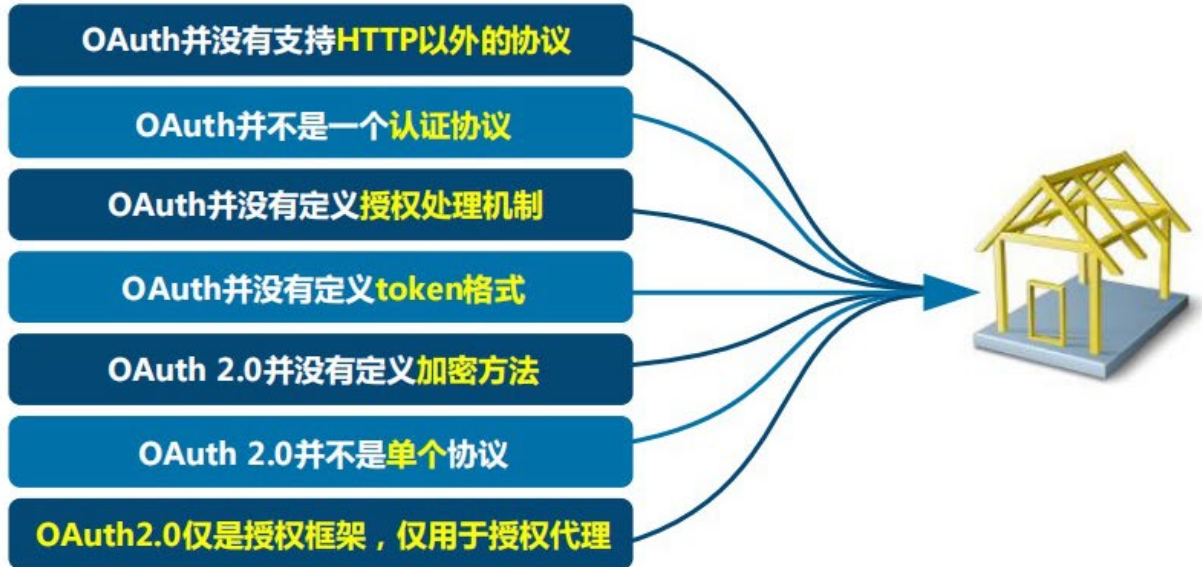 OAuth并没有支持HTTP以外的协议
OAuth并不是一个认证协议
OAuth并没有定义授权处理机制
OAuth并没有定义token格式
OAuth 2.0并没有定义加密方法
OAuth 2.0并不是单个协议
OAuth2.0仅是授权框架，仅用于授权代理